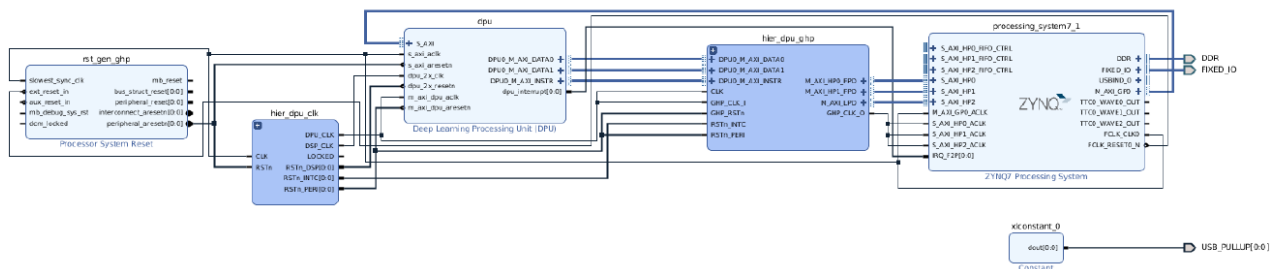 rst_gen_ghp
slowest_sync_clk
ext_reset_in
aux_reset_in
mb_debug_sys_rst
dcm_locked
mb_reset
bus_struct_reset[0:0]
peripheral_reset[0:0]
interconnect_aresetn[0:0]
peripheral_aresetn[0:0]
Processor System Reset
hier_dpu_clk
CLK
RSTn
DPU_CLK
DSP_CLK
LOCKED
RSTn_DSP[0:0]
RSTn_INTC[0:0]
RSTn_PERI[0:0]
dpu
S_AXI
s_axi_aclk
s_axi_aresetn
dpu_2x_clk
dpu_2x_resetn
m_axi_dpu_aclk
m_axi_dpu_aresetn
DPU0_M_AXI_DATA0
DPU0_M_AXI_DATA1
DPU0_M_AXI_INSTR
dpu_interrupt[0:0]
Deep Learning Processing Unit (DPU)
hier_dpu_ghp
DPU0_M_AXI_DATA0
DPU0_M_AXI_DATA1
DPU0_M_AXI_INSTR
CLK
GHP_CLK_I
GHP_RSTn
RSTn_INTC
RSTn_PERI
M_AXI_HP0_FPD
M_AXI_HP1_FPD
M_AXI_LPD
GHP_CLK_O
processing_system7_1
S_AXI_HP0_FIFO_CTRL
S_AXI_HP1_FIFO_CTRL
S_AXI_HP2_FIFO_CTRL
S_AXI_HP0
S_AXI_HP1
S_AXI_HP2
M_AXI_GP0_ACLK
S_AXI_HP0_ACLK
S_AXI_HP1_ACLK
S_AXI_HP2_ACLK
IRQ_F2P[0:0]
ZYNQ
DDR
FIXED_IO
USBIND_0
M_AXI_GP0
TTC0_WAVE0_OUT
TTC0_WAVE1_OUT
TTC0_WAVE2_OUT
FCLK_CLK0
FCLK_RESET0_N
ZYNQ7 Processing System
DDR
FIXED_IO
xlconstant_0
dout[0:0]
Constant
USB_PULLUP[0:0]